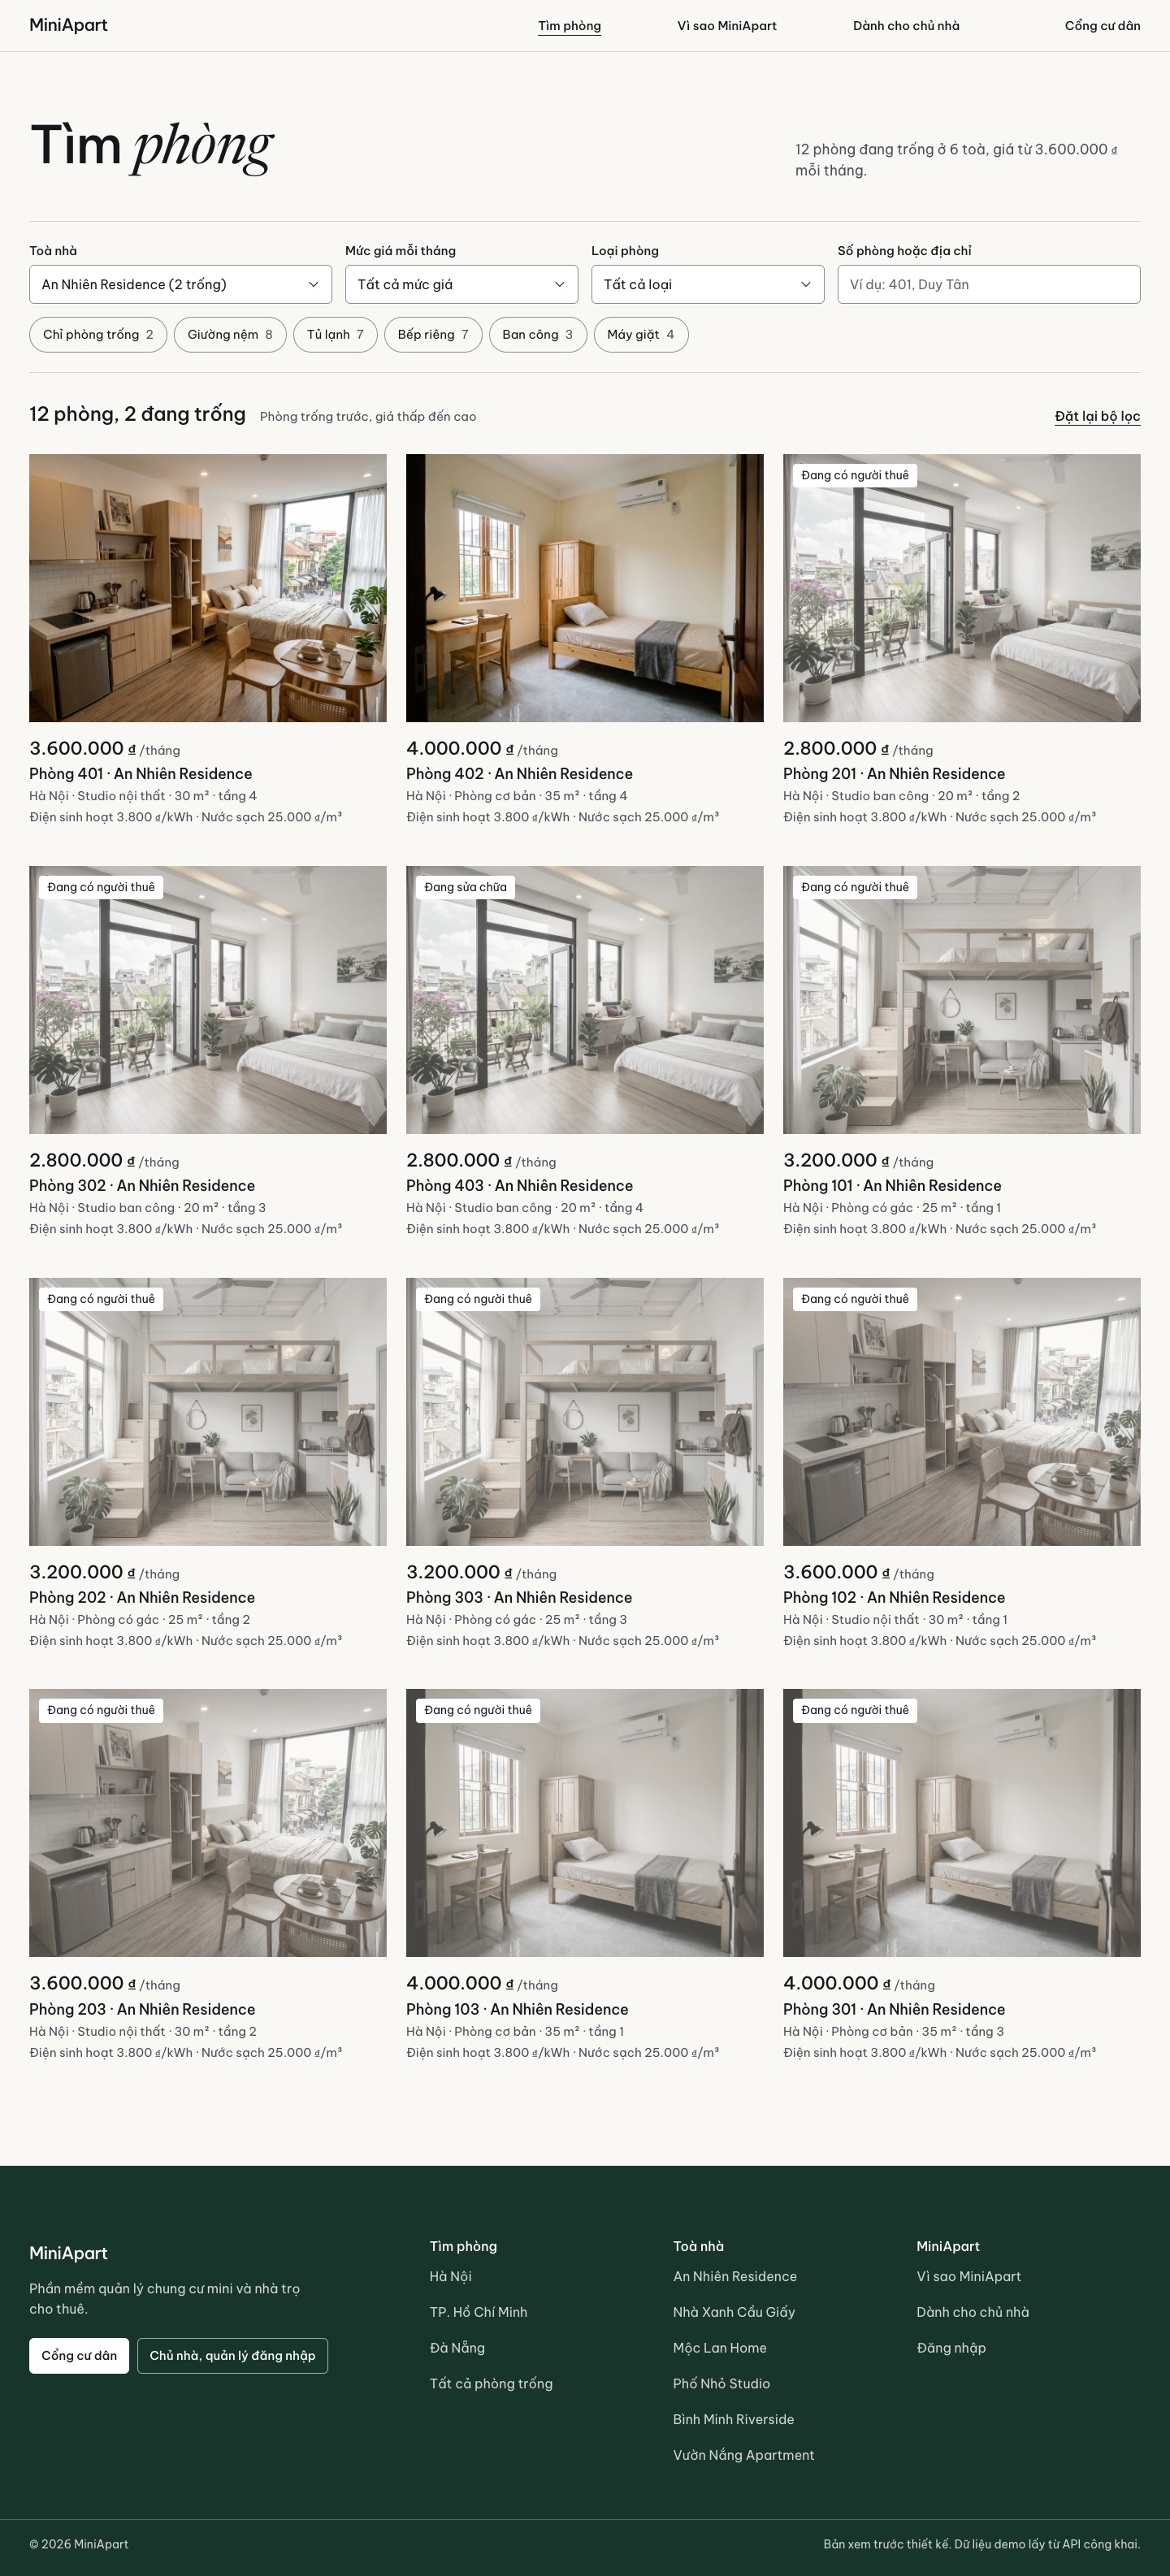 MiniApart
Tìm phòng
Vì sao MiniApart
Dành cho chủ nhà
Cổng cư dân
Tìm phòng
12 phòng đang trống ở 6 toà, giá từ 3.600.000 ₫
mỗi tháng.
Toà nhà
Mức giá mỗi tháng
Loại phòng
Số phòng hoặc địa chỉ
An Nhiên Residence (2 trống)
Tất cả mức giá
Tất cả loại
Ví dụ: 401, Duy Tân
Chỉ phòng trống 2
Giường nệm 8
Tủ lạnh 7
Bếp riêng 7
Ban công 3
Máy giặt 4
12 phòng, 2 đang trống
Phòng trống trước, giá thấp đến cao
Đặt lại bộ lọc
3.600.000 ₫ /tháng
Phòng 401 · An Nhiên Residence
Hà Nội · Studio nội thất · 30 m² · tầng 4
Điện sinh hoạt 3.800 ₫/kWh · Nước sạch 25.000 ₫/m³
4.000.000 ₫ /tháng
Phòng 402 · An Nhiên Residence
Hà Nội · Phòng cơ bản · 35 m² · tầng 4
Điện sinh hoạt 3.800 ₫/kWh · Nước sạch 25.000 ₫/m³
Đang có người thuê
2.800.000 ₫ /tháng
Phòng 201 · An Nhiên Residence
Hà Nội · Studio ban công · 20 m² · tầng 2
Điện sinh hoạt 3.800 ₫/kWh · Nước sạch 25.000 ₫/m³
Đang có người thuê
2.800.000 ₫ /tháng
Phòng 302 · An Nhiên Residence
Hà Nội · Studio ban công · 20 m² · tầng 3
Điện sinh hoạt 3.800 ₫/kWh · Nước sạch 25.000 ₫/m³
Đang sửa chữa
2.800.000 ₫ /tháng
Phòng 403 · An Nhiên Residence
Hà Nội · Studio ban công · 20 m² · tầng 4
Điện sinh hoạt 3.800 ₫/kWh · Nước sạch 25.000 ₫/m³
Đang có người thuê
3.200.000 ₫ /tháng
Phòng 101 · An Nhiên Residence
Hà Nội · Phòng có gác · 25 m² · tầng 1
Điện sinh hoạt 3.800 ₫/kWh · Nước sạch 25.000 ₫/m³
Đang có người thuê
3.200.000 ₫ /tháng
Phòng 202 · An Nhiên Residence
Hà Nội · Phòng có gác · 25 m² · tầng 2
Điện sinh hoạt 3.800 ₫/kWh · Nước sạch 25.000 ₫/m³
Đang có người thuê
3.200.000 ₫ /tháng
Phòng 303 · An Nhiên Residence
Hà Nội · Phòng có gác · 25 m² · tầng 3
Điện sinh hoạt 3.800 ₫/kWh · Nước sạch 25.000 ₫/m³
Đang có người thuê
3.600.000 ₫ /tháng
Phòng 102 · An Nhiên Residence
Hà Nội · Studio nội thất · 30 m² · tầng 1
Điện sinh hoạt 3.800 ₫/kWh · Nước sạch 25.000 ₫/m³
Đang có người thuê
3.600.000 ₫ /tháng
Phòng 203 · An Nhiên Residence
Hà Nội · Studio nội thất · 30 m² · tầng 2
Điện sinh hoạt 3.800 ₫/kWh · Nước sạch 25.000 ₫/m³
Đang có người thuê
4.000.000 ₫ /tháng
Phòng 103 · An Nhiên Residence
Hà Nội · Phòng cơ bản · 35 m² · tầng 1
Điện sinh hoạt 3.800 ₫/kWh · Nước sạch 25.000 ₫/m³
Đang có người thuê
4.000.000 ₫ /tháng
Phòng 301 · An Nhiên Residence
Hà Nội · Phòng cơ bản · 35 m² · tầng 3
Điện sinh hoạt 3.800 ₫/kWh · Nước sạch 25.000 ₫/m³
MiniApart
Phần mềm quản lý chung cư mini và nhà trọ
cho thuê.
Cổng cư dân
Chủ nhà, quản lý đăng nhập
Tìm phòng
Hà Nội
TP. Hồ Chí Minh
Đà Nẵng
Tất cả phòng trống
Toà nhà
An Nhiên Residence
Nhà Xanh Cầu Giấy
Mộc Lan Home
Phố Nhỏ Studio
Bình Minh Riverside
Vườn Nắng Apartment
MiniApart
Vì sao MiniApart
Dành cho chủ nhà
Đăng nhập
© 2026 MiniApart
Bản xem trước thiết kế. Dữ liệu demo lấy từ API công khai.